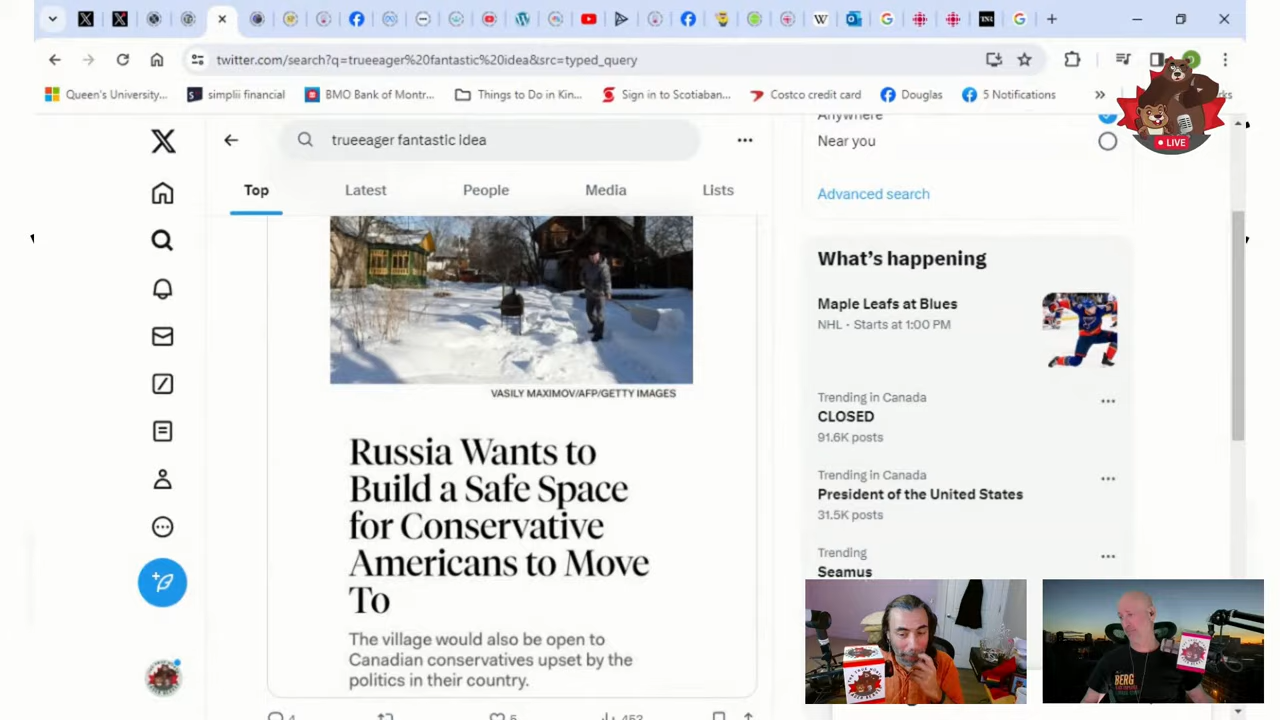 twitter.com/search?q=trueeager%20fantastic%20idea&src=typed_query
Queen's University...
simplii financial
BMO Bank of Montr...
Things to Do in Kin...
Sign in to Scotiaban...
Costco credit card
Douglas
5 Notifications
»
LIVE
trueeager fantastic idea
Anywhere
Near you
Advanced search
Top
Latest
People
Media
Lists
VASILY MAXIMOV/AFP/GETTY IMAGES
Russia Wants to
Build a Safe Space
for Conservative
Americans to Move
To
The village would also be open to
Canadian conservatives upset by the
politics in their country.
4
5
453
What's happening
Maple Leafs at Blues
NHL · Starts at 1:00 PM
Trending in Canada
CLOSED
91.6K posts
Trending in Canada
President of the United States
31.5K posts
Trending
Seamus
BERG